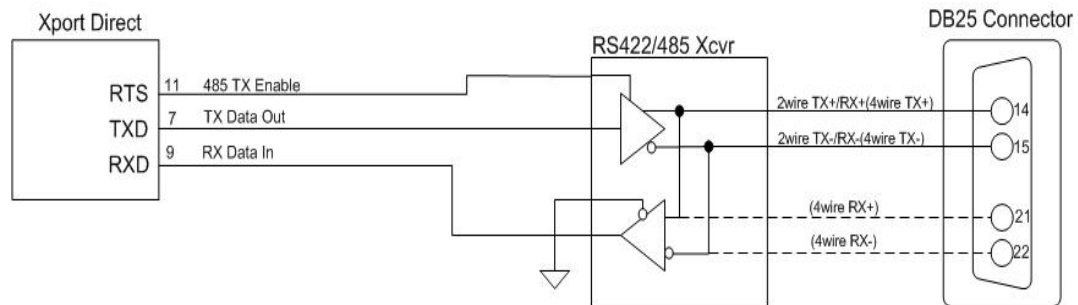 Xport Direct
DB25 Connector
RS422/485 Xcvr
RTS 11 485 TX Enable
TXD 7 TX Data Out
RXD 9 RX Data In
2wire TX+/RX+(4wire TX+) 14
2wire TX-/RX-(4wire TX-) 15
(4wire RX+) 21
(4wire RX-) 22